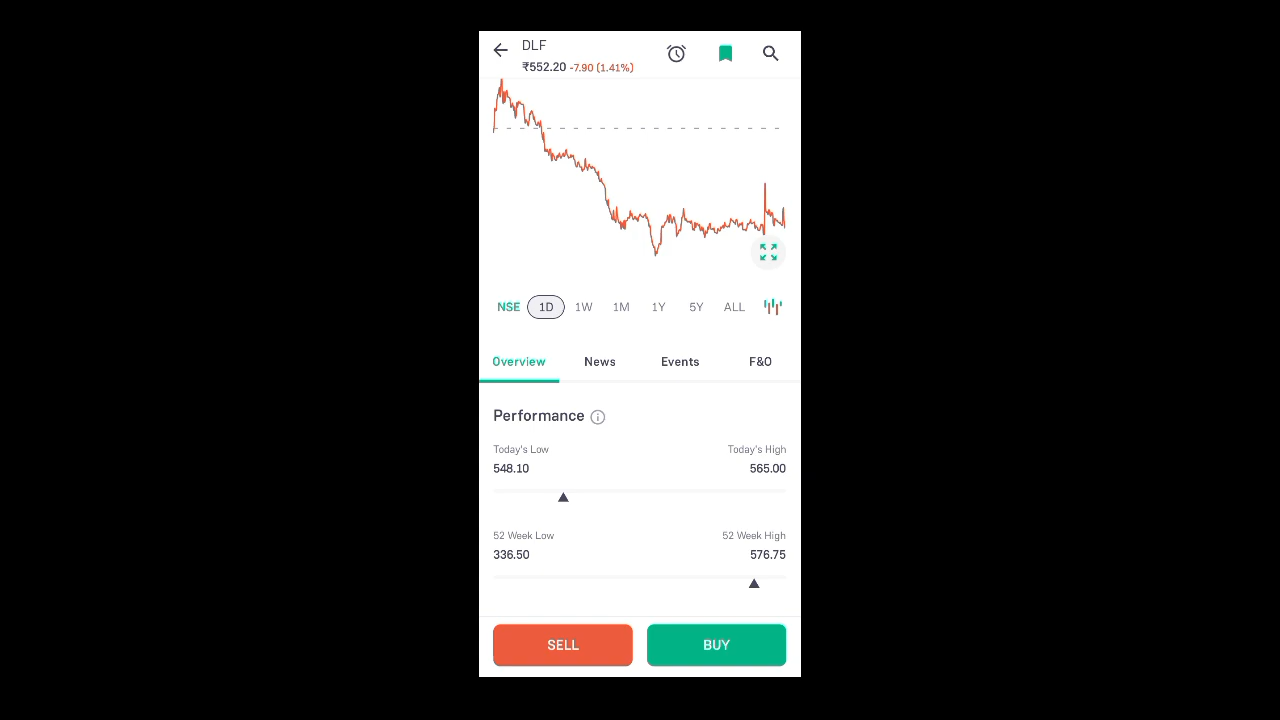 DLF
₹552.20 -7.90 (1.41%)
NSE 1D 1W 1M 1Y 5Y ALL
Overview News Events F&O
Performance
Today's Low Today's High
548.10 565.00
52 Week Low 52 Week High
336.50 576.75
SELL BUY